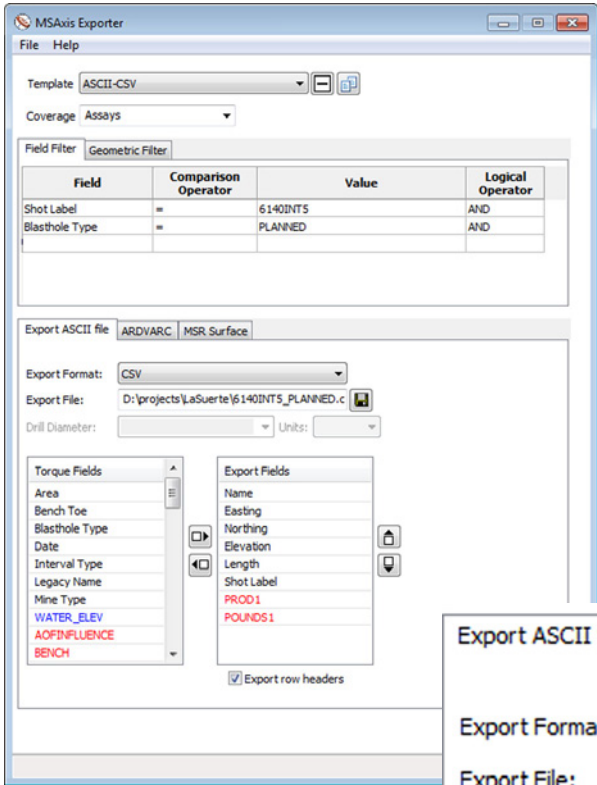 MSAxis Exporter
File Help
Template ASCII-CSV
Coverage Assays
Field Filter Geometric Filter
Field Comparison Operator Value Logical Operator
Shot Label = 6140INT5 AND
Blasthole Type = PLANNED AND
Export ASCII file ARDVARC MSR Surface
Export Format: CSV
Export File: D:\projects\LaSuerte\6140INT5_PLANNED.c
Drill Diameter: Units:
Torque Fields Export Fields
Area Name
Bench Toe Easting
Blasthole Type Northing
Date Elevation
Interval Type Length
Legacy Name Shot Label
Mine Type PROD1
WATER_ELEV POUNDS1
AOFINFLUENCE
BENCH
Export row headers
Export ASCII
Export Forma
Export File: